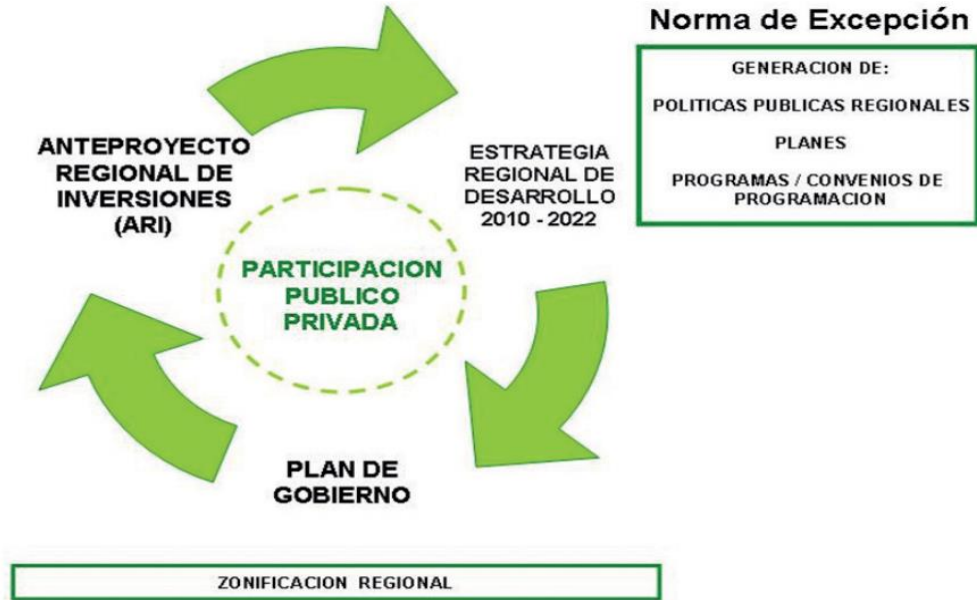 Norma de Excepción
GENERACION DE:
POLITICAS PUBLICAS REGIONALES
PLANES
PROGRAMAS / CONVENIOS DE
PROGRAMACION
ANTEPROYECTO
REGIONAL DE
INVERSIONES
(ARI)
ESTRATEGIA
REGIONAL DE
DESARROLLO
2010 - 2022
PARTICIPACION
PUBLICO
PRIVADA
PLAN DE
GOBIERNO
ZONIFICACION REGIONAL